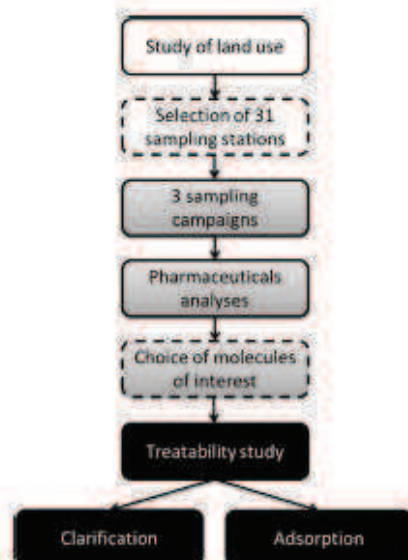 Study of land use
Selection of 31
sampling stations
3 sampling
campaigns
Pharmaceuticals
analyses
Choice of molecules
of interest
Treatability study
Clarification
Adsorption